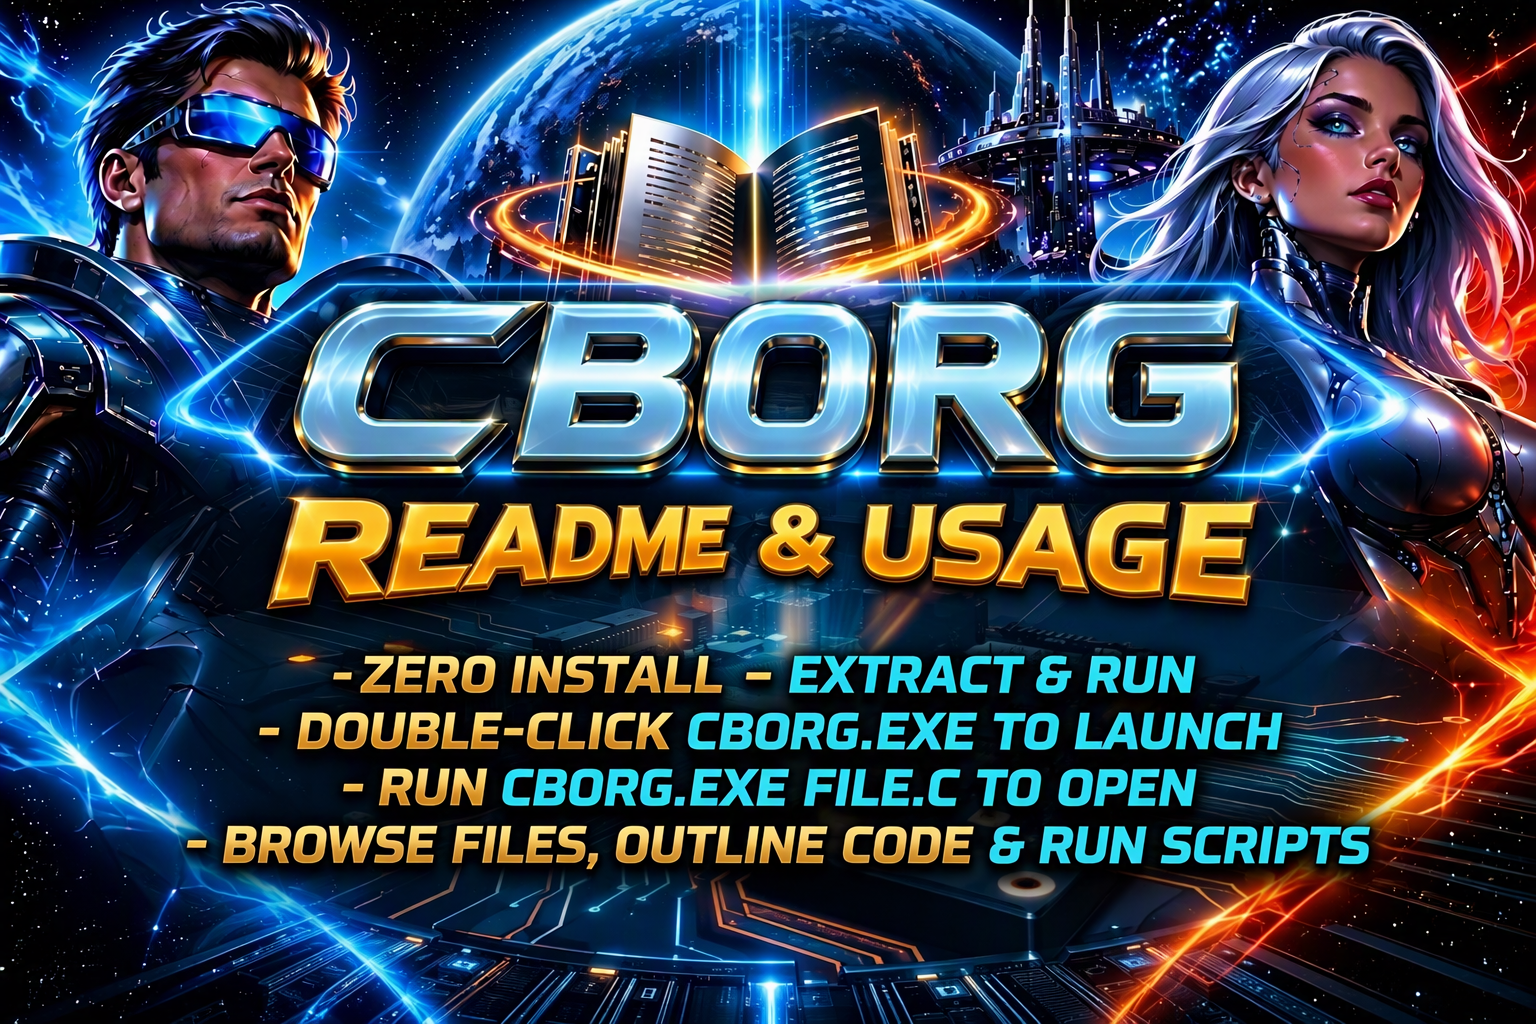 CBORG
README & USAGE
- ZERO INSTALL – EXTRACT & RUN
- DOUBLE-CLICK CBORG.EXE TO LAUNCH
- RUN CBORG.EXE FILE.C TO OPEN
- BROWSE FILES, OUTLINE CODE & RUN SCRIPTS